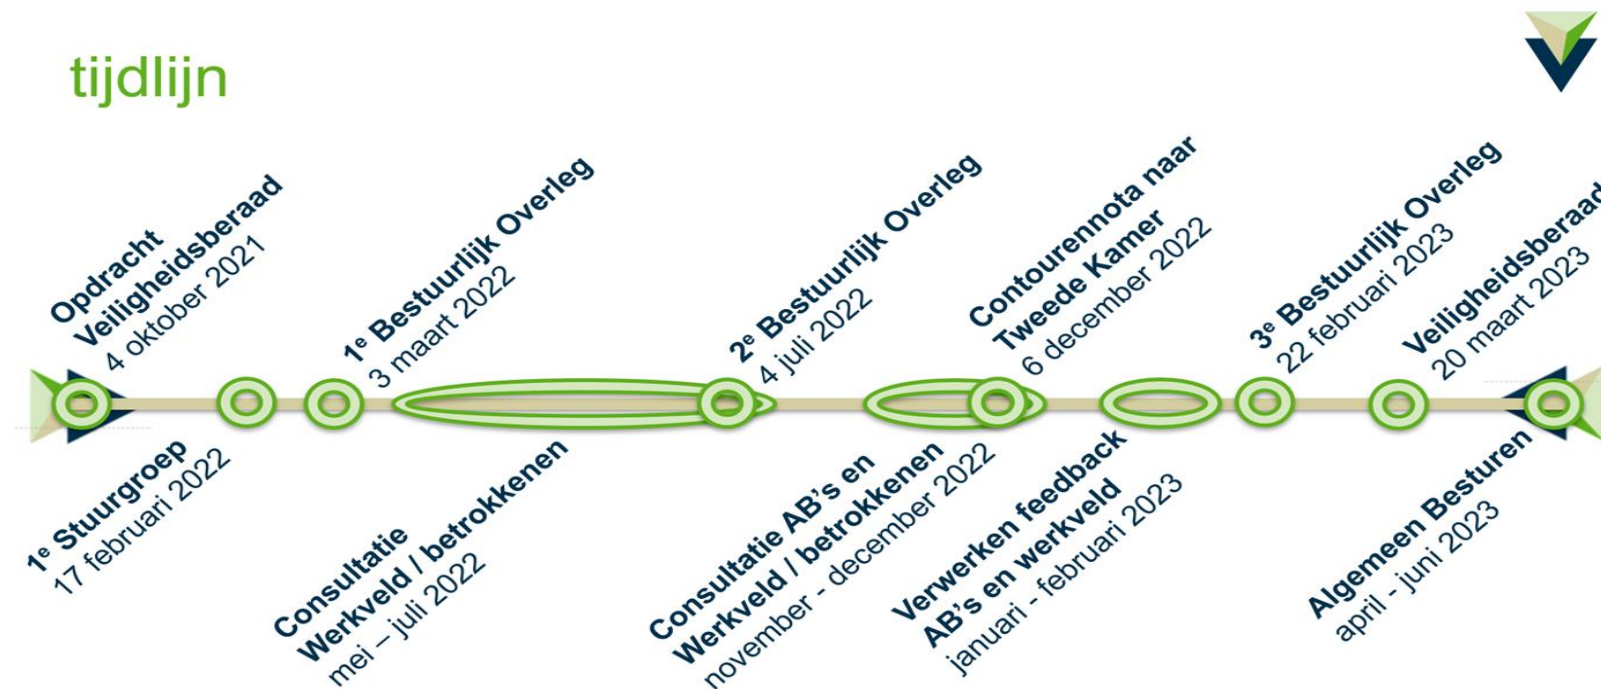 tijdlijn
Opdracht
Veiligheidsberaad
4 oktober 2021
1e Bestuurlijk Overleg
3 maart 2022
2e Bestuurlijk Overleg
4 juli 2022
Contourennota naar
Tweede Kamer
6 december 2022
3e Bestuurlijk Overleg
22 februari 2023
Veiligheidsberaad
20 maart 2023
1e Stuurgroep
17 februari 2022
Consultatie
Werkveld / betrokkenen
mei – juli 2022
Consultatie AB's en
Werkveld / betrokkenen
november - december 2022
Verwerken feedback
AB's en werkveld
januari - februari 2023
Algemeen Besturen
april - juni 2023